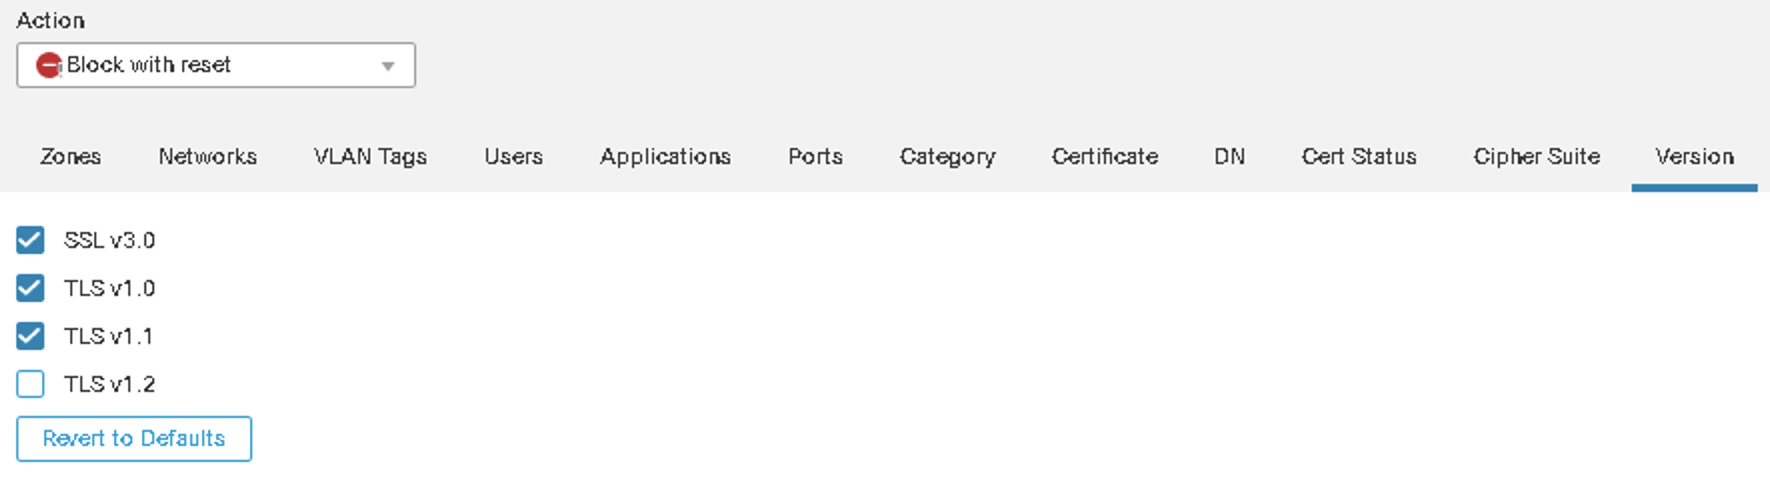 Action
Block with reset
Zones Networks VLAN Tags Users Applications Ports Category Certificate DN Cert Status Cipher Suite Version
SSL v3.0
TLS v1.0
TLS v1.1
TLS v1.2
Revert to Defaults